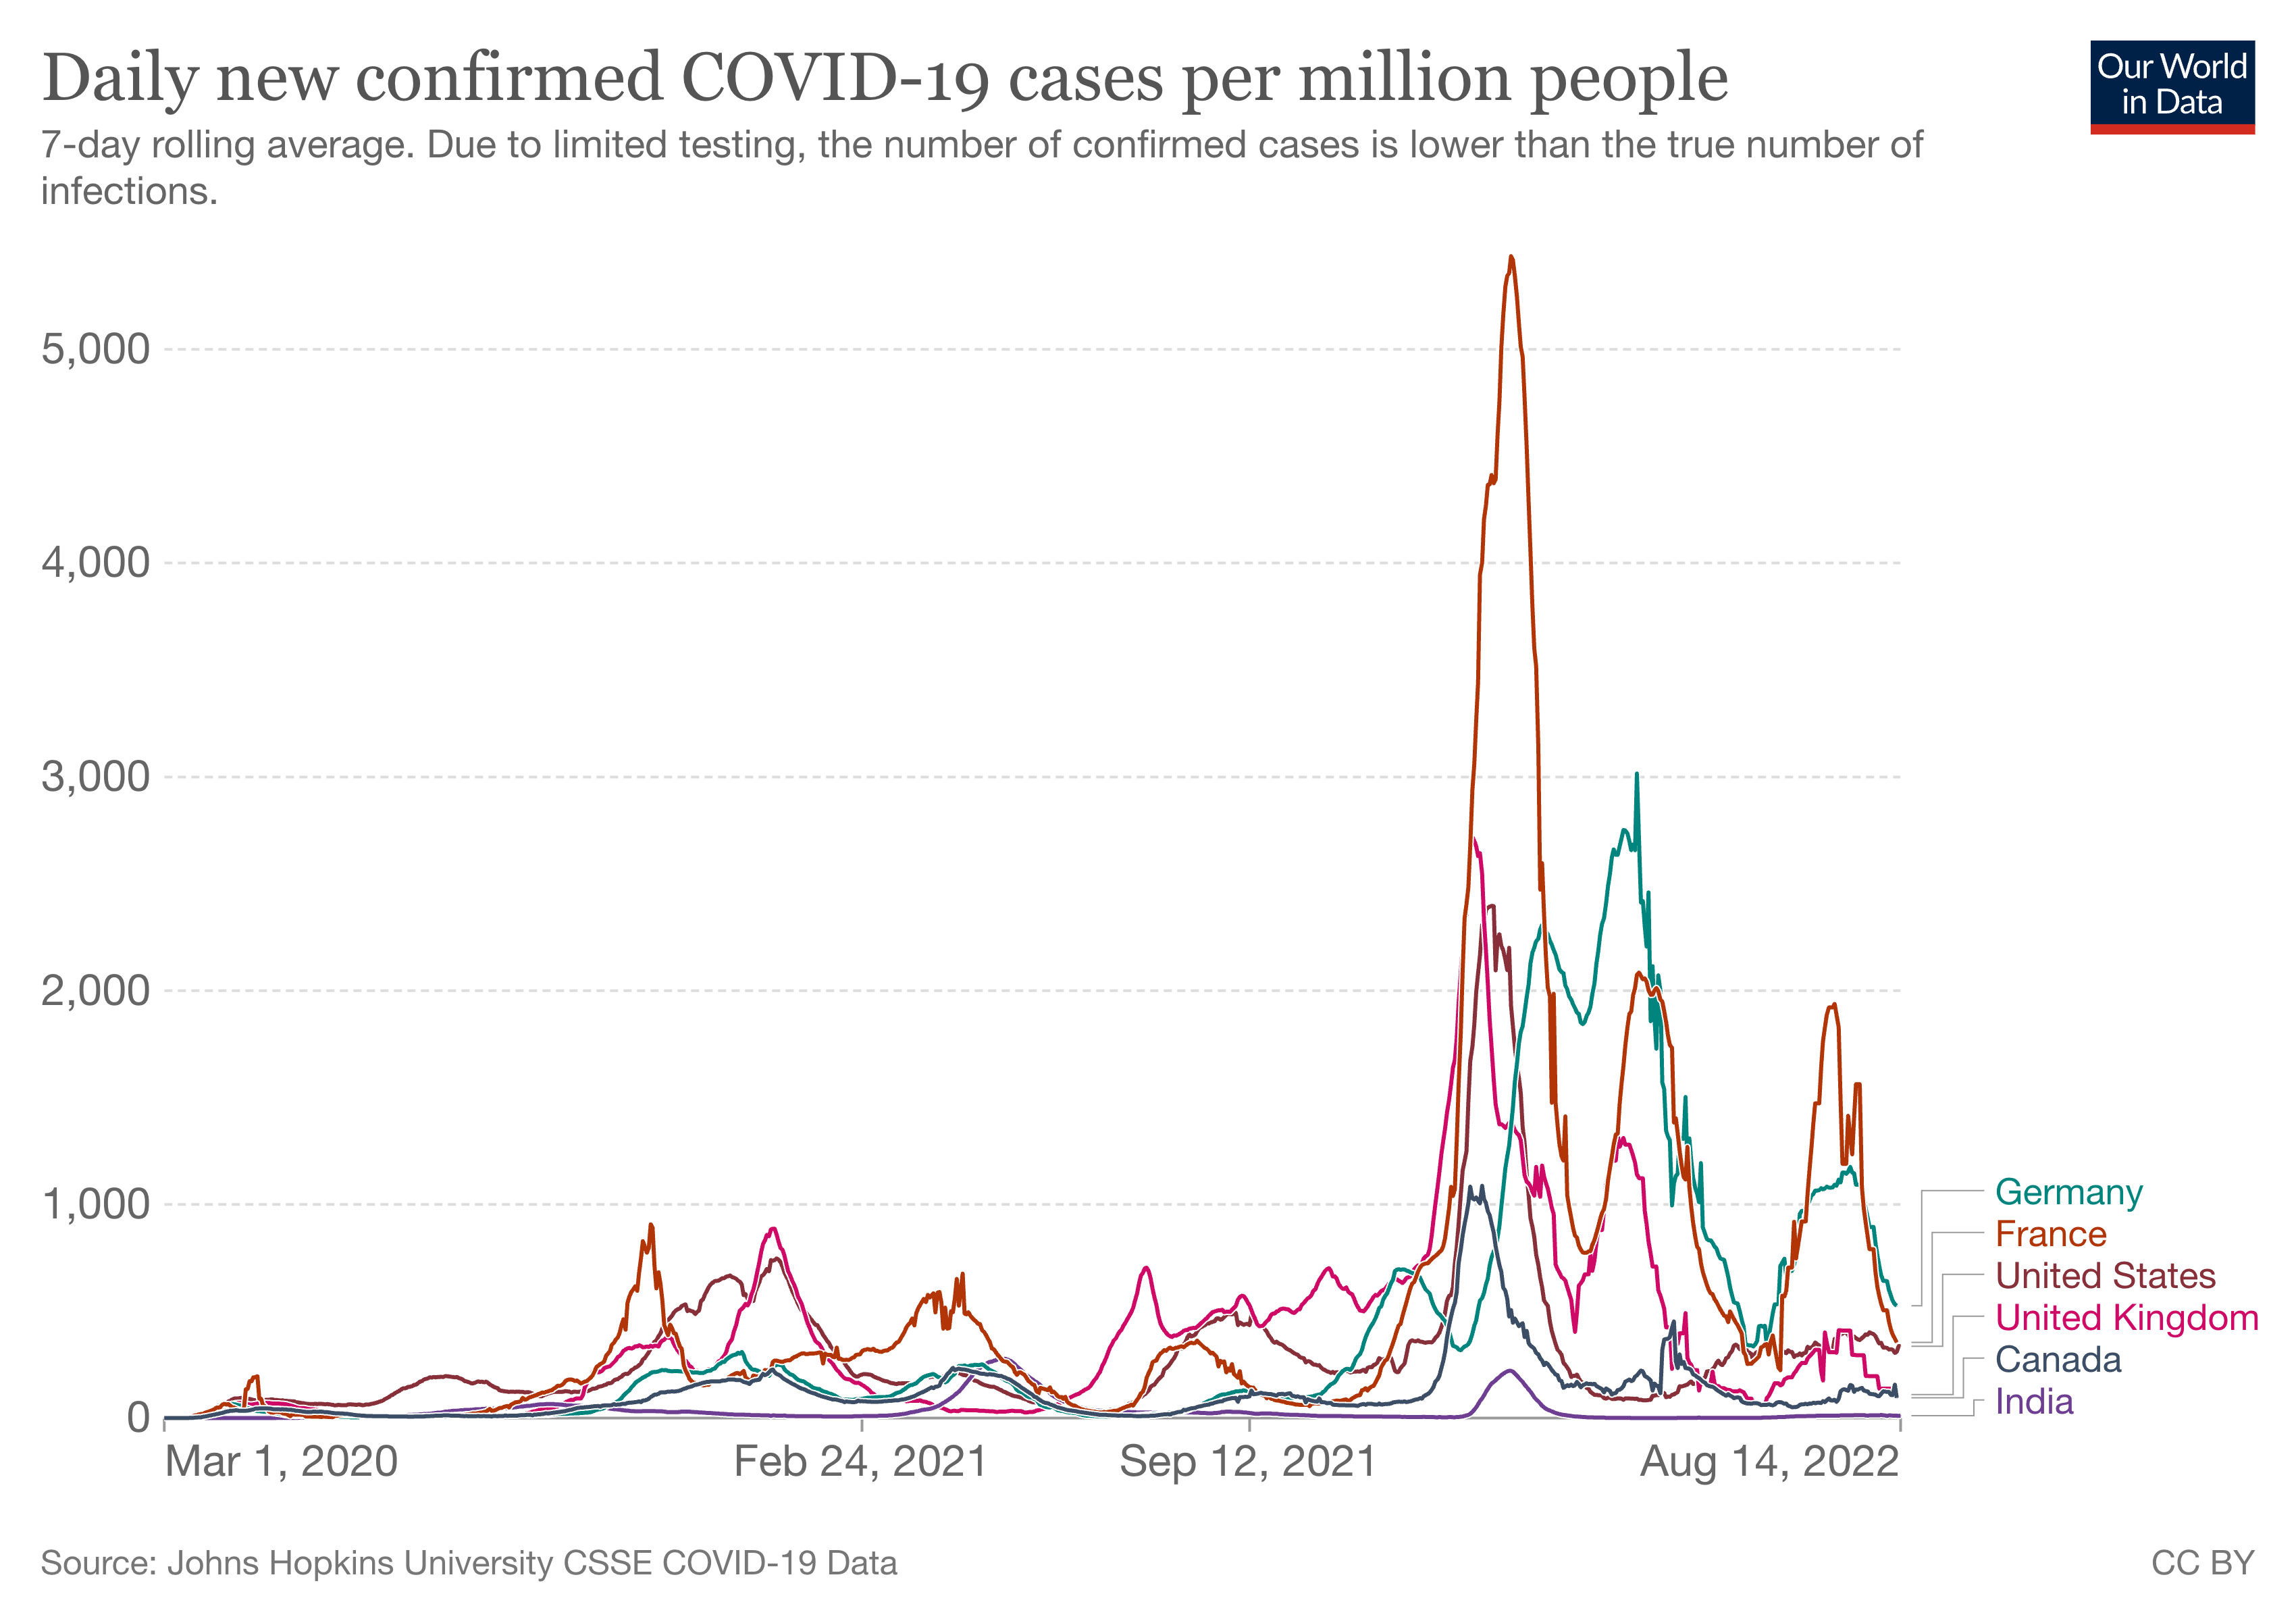 Daily new confirmed COVID-19 cases per million people
Our World
in Data
7-day rolling average. Due to limited testing, the number of confirmed cases is lower than the true number of
infections.
5,000
4,000
3,000
2,000
1,000
0
Germany
France
United States
United Kingdom
Canada
India
Mar 1, 2020
Feb 24, 2021
Sep 12, 2021
Aug 14, 2022
Source: Johns Hopkins University CSSE COVID-19 Data
CC BY